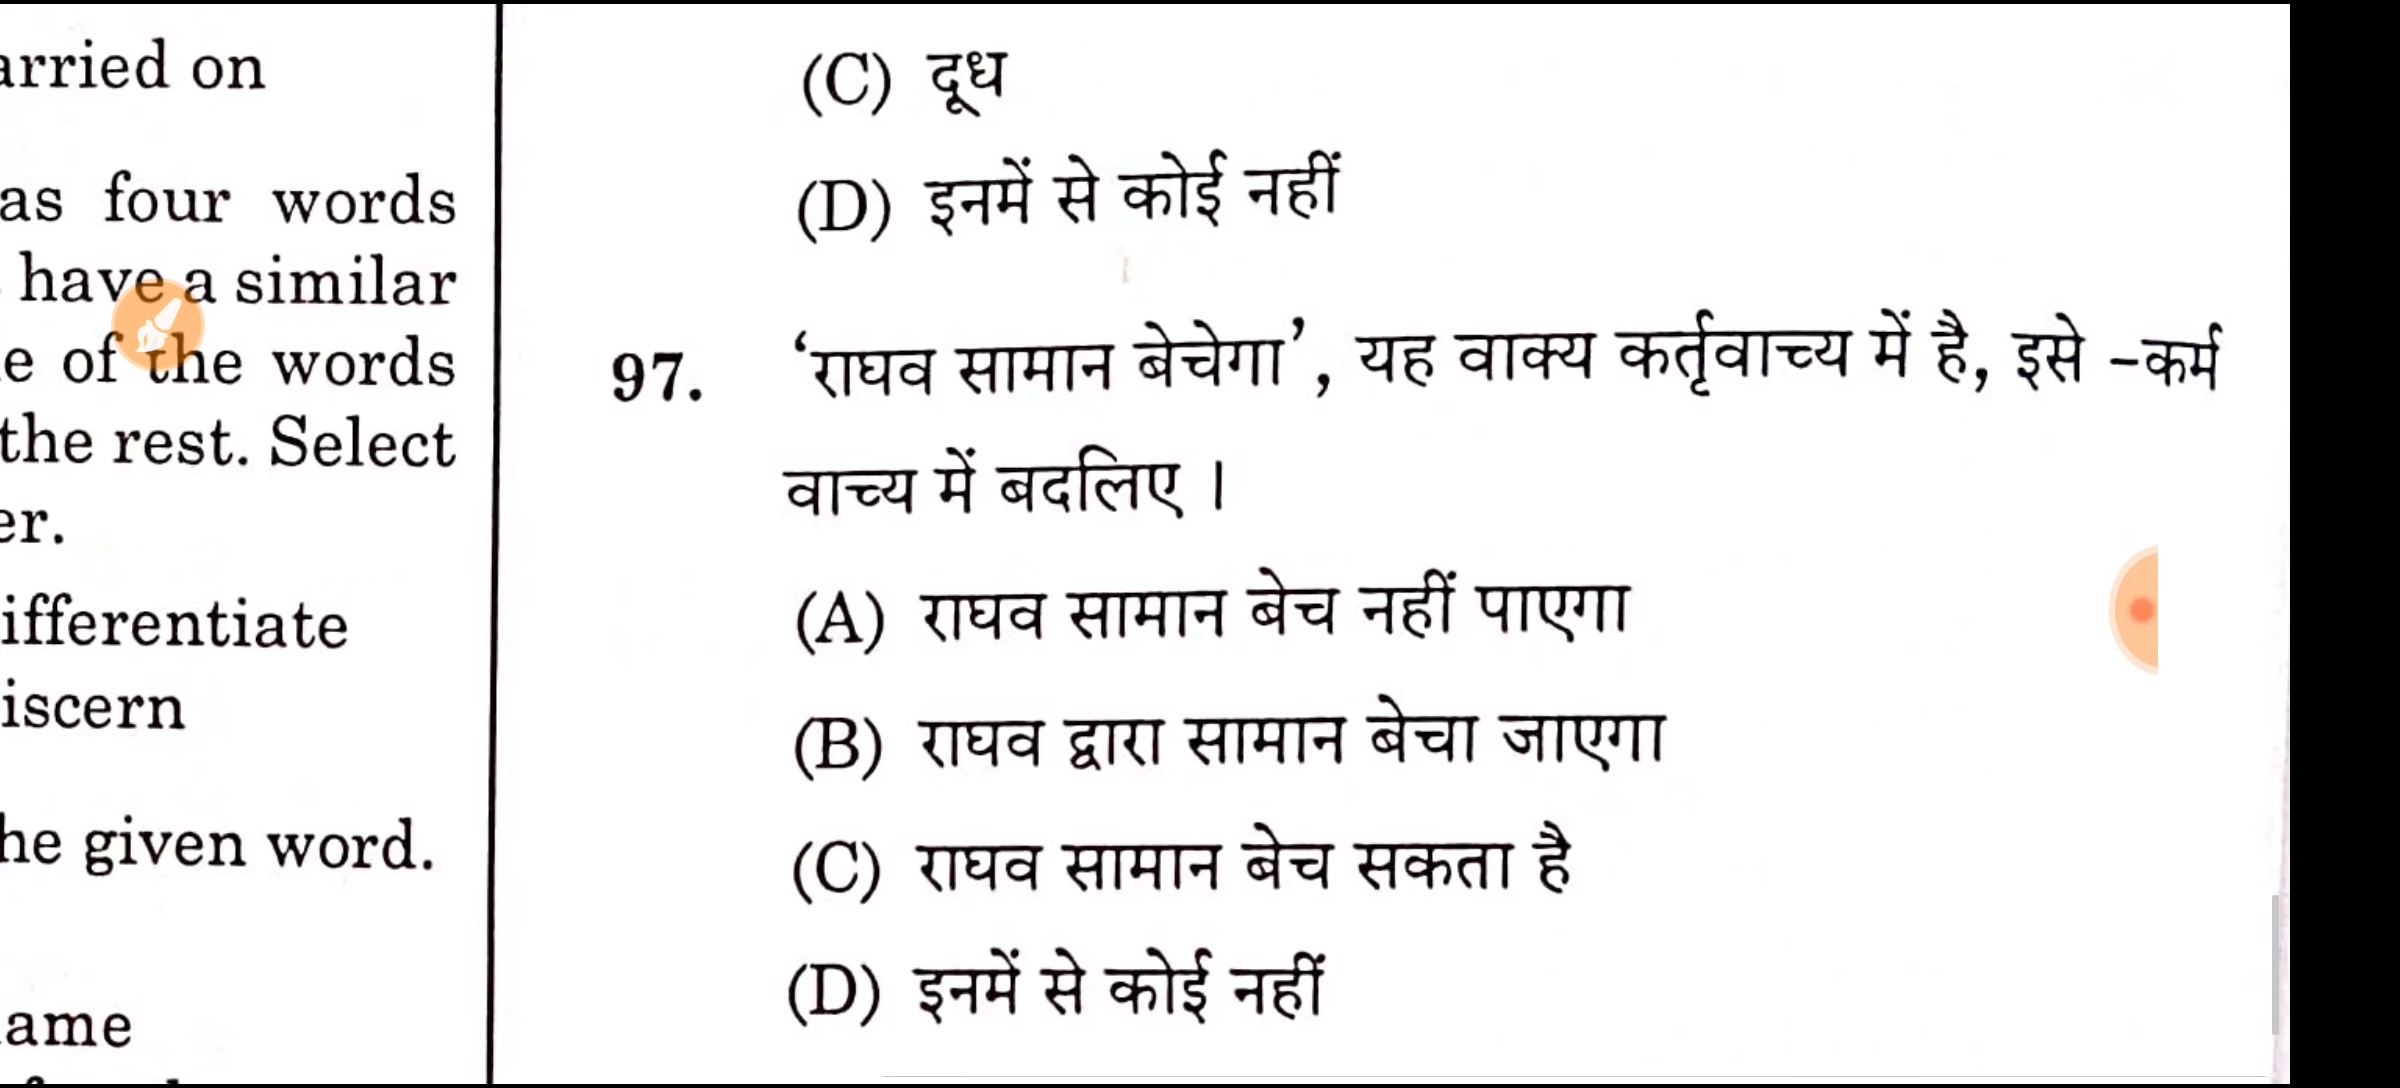 arried on
as four words
have a similar
e of the words
the rest. Select
er.
ifferentiate
iscern
he given word.
ame
(C) दूध
(D) इनमें से कोई नहीं
97. ‘राघव सामान बेचेगा’, यह वाक्य कर्तृवाच्य में है, इसे -कर्म
वाच्य में बदलिए ।
(A) राघव सामान बेच नहीं पाएगा
(B) राघव द्वारा सामान बेचा जाएगा
(C) राघव सामान बेच सकता है
(D) इनमें से कोई नहीं